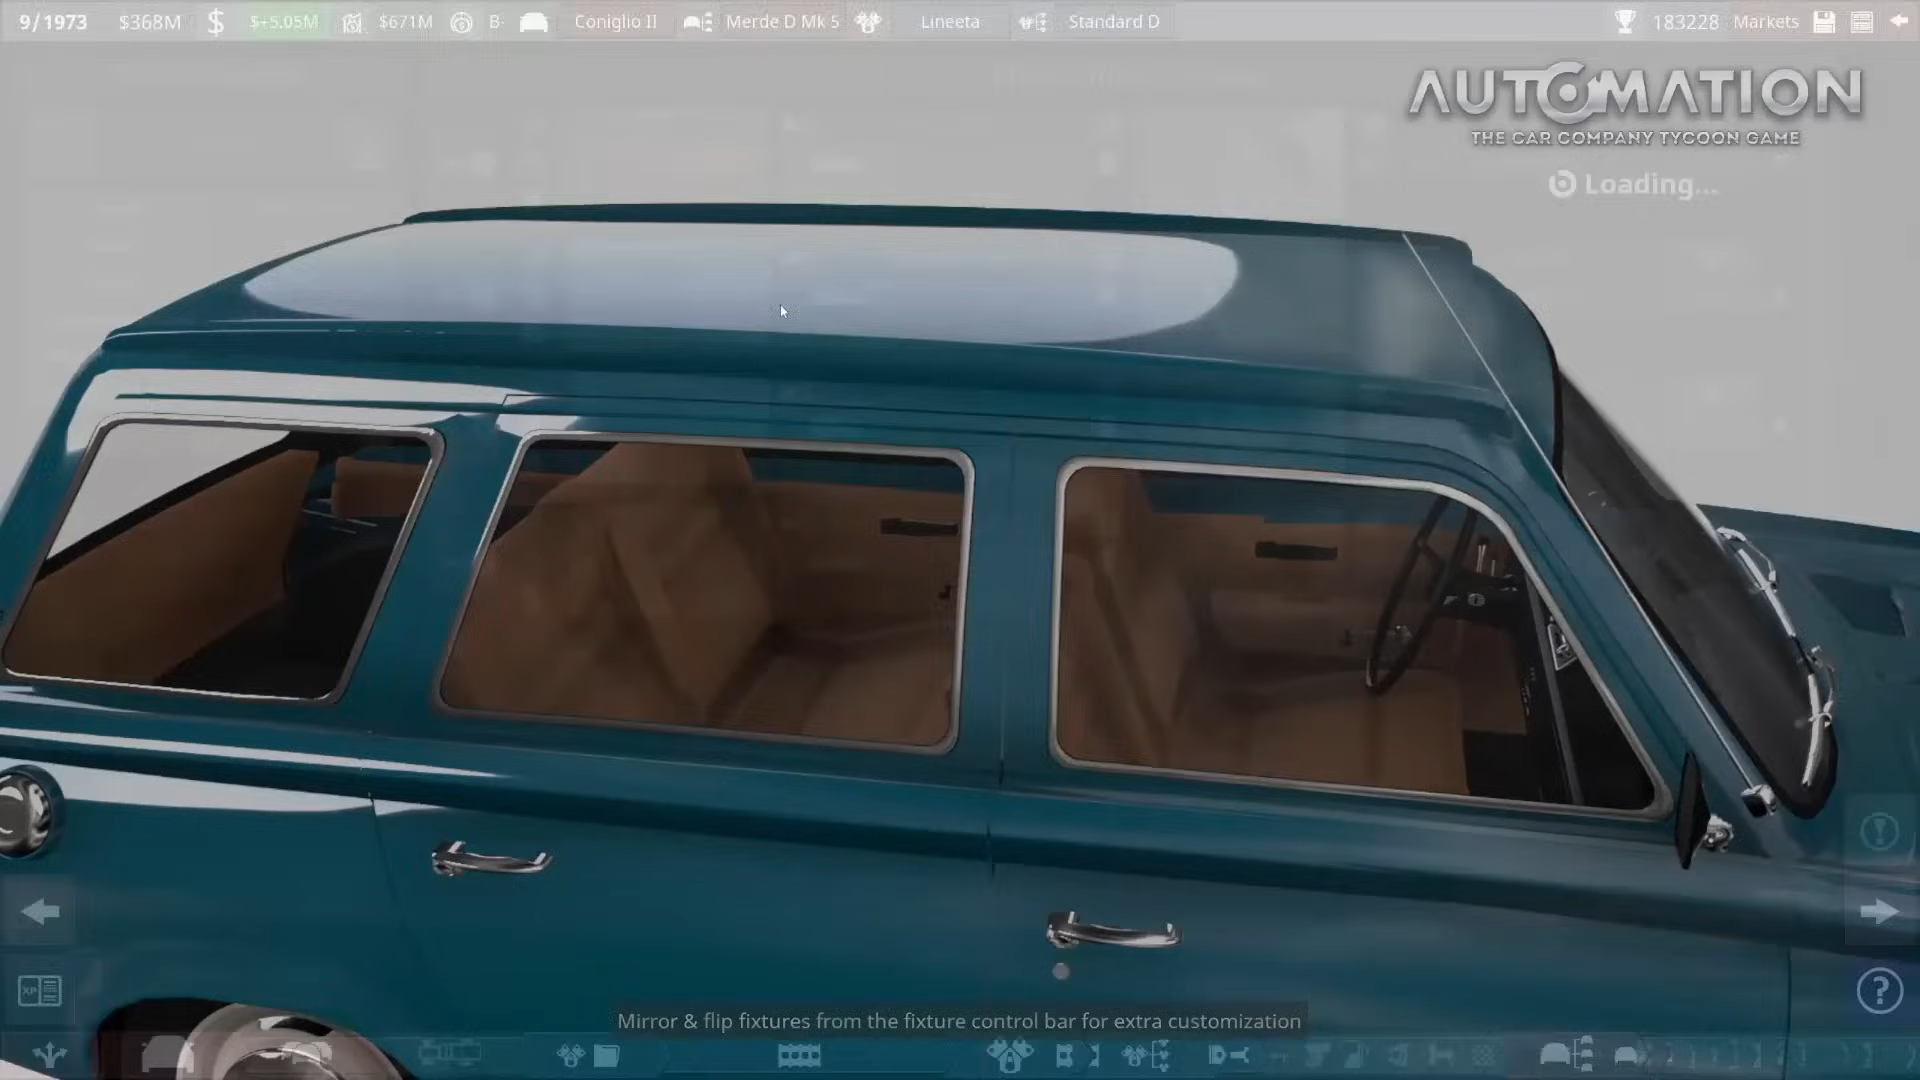 9/1973 $368M $+5.05M $671M B- Coniglio II Merde D Mk 5 Lineeta Standard D 183228 Markets
AUTOMATION
THE CAR COMPANY TYCOON GAME
Loading...
XP
Mirror & flip fixtures from the fixture control bar for extra customization